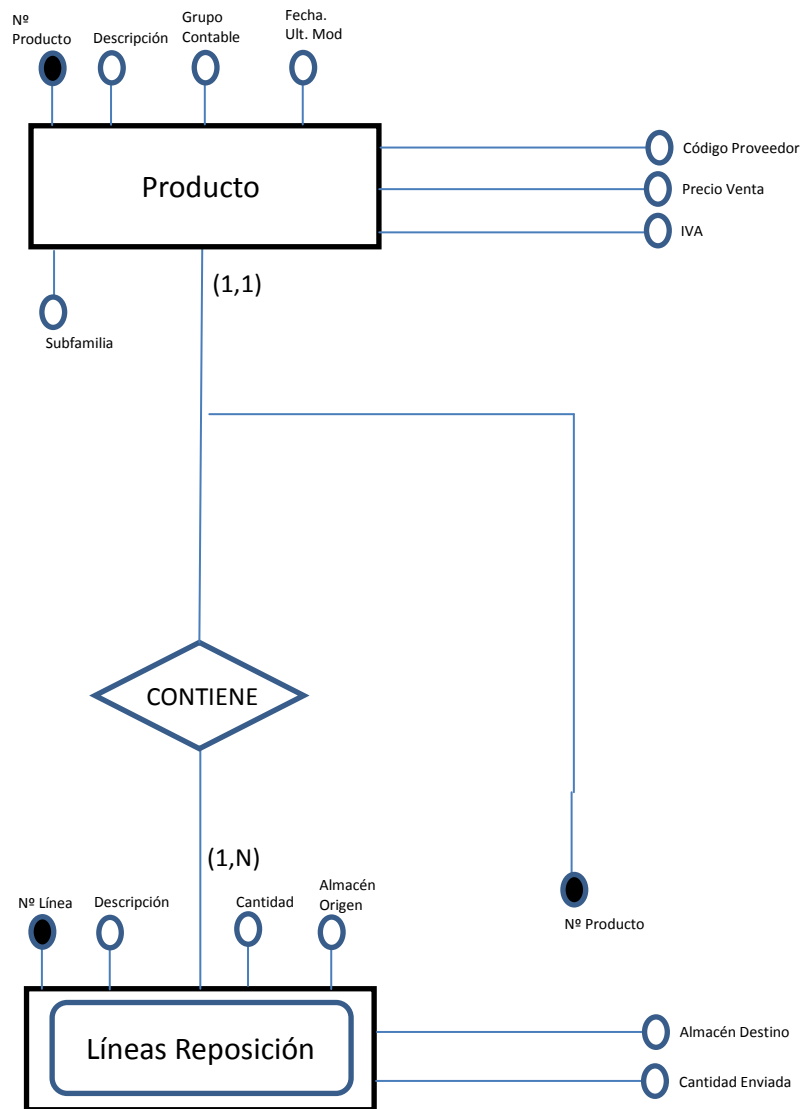 Nº
Producto
Descripción
Grupo
Contable
Fecha.
Ult. Mod
Producto
Código Proveedor
Precio Venta
IVA
(1,1)
Subfamilia
CONTIENE
(1,N)
Nº Línea
Descripción
Cantidad
Almacén
Origen
Nº Producto
Líneas Reposición
Almacén Destino
Cantidad Enviada